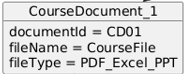 CourseDocument_1
documentId = CD01
fileName = CourseFile
fileType = PDF_Excel_PPT